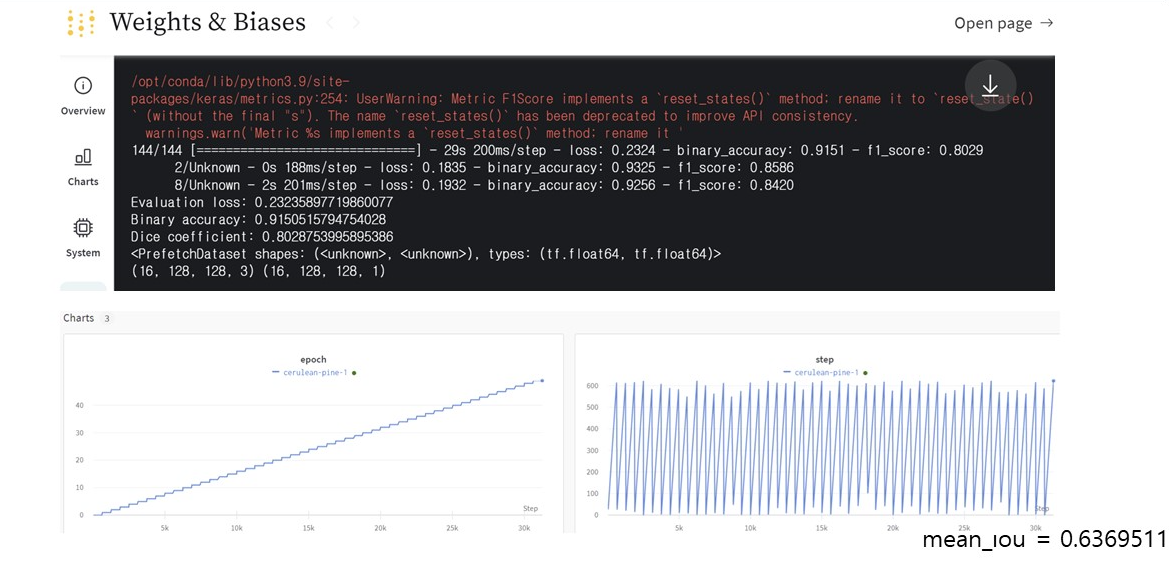 Weights & Biases
Open page →
Overview
Charts
System
/opt/conda/lib/python3.9/site-
packages/keras/metrics.py:254: UserWarning: Metric F1Score implements a `reset_states()` method; rename it to `reset_state()
` (without the final "s"). The name `reset_states()` has been deprecated to improve API consistency.
warnings.warn('Metric %s implements a `reset_states()` method; rename it '
144/144 [==============================] - 29s 200ms/step - loss: 0.2324 - binary_accuracy: 0.9151 - f1_score: 0.8029
2/Unknown - 0s 188ms/step - loss: 0.1835 - binary_accuracy: 0.9325 - f1_score: 0.8586
8/Unknown - 2s 201ms/step - loss: 0.1932 - binary_accuracy: 0.9256 - f1_score: 0.8420
Evaluation loss: 0.23235897719860077
Binary accuracy: 0.9150515794754028
Dice coefficient: 0.8028753995895386
<PrefetchDataset shapes: (<unknown>, <unknown>), types: (tf.float64, tf.float64)>
(16, 128, 128, 3) (16, 128, 128, 1)
Charts 3
epoch
cerulean-pine-1
40
30
20
10
0
Step
5k 10k 15k 20k 25k 30k
step
cerulean-pine-1
600
500
400
300
200
100
0
Step
5k 10k 15k 20k 25k 30k
mean_iou = 0.6369511